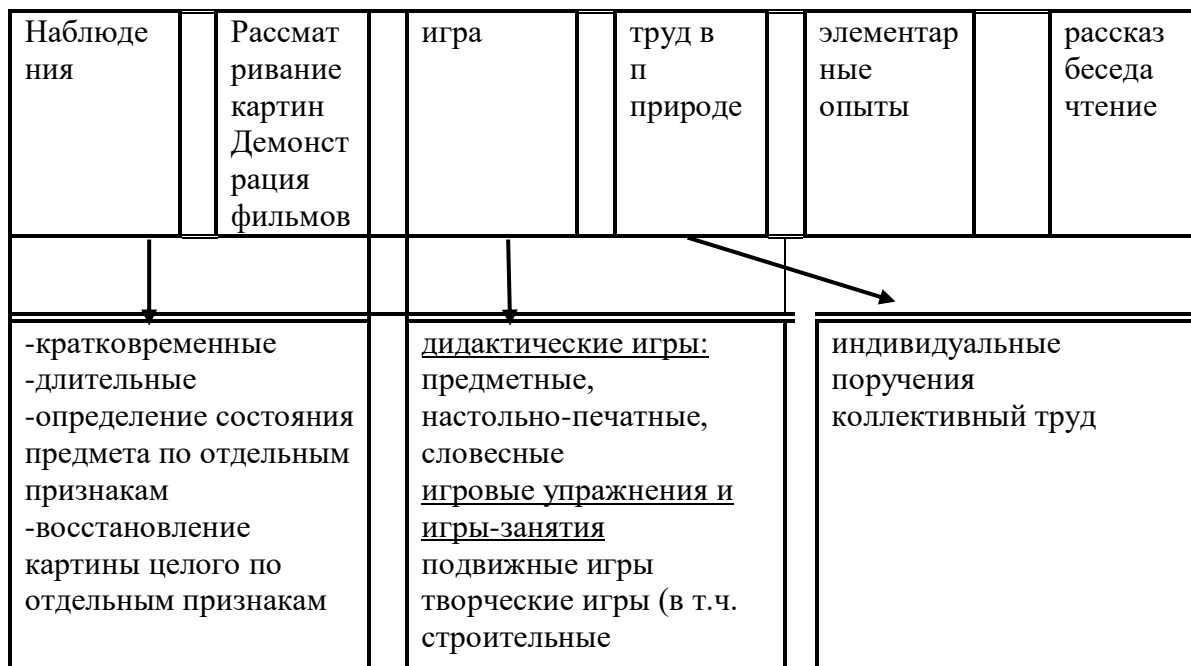 Наблюде
ния
Рассмат
ривание
картин
Демонст
рация
фильмов
игра
труд в
п
природе
элементар
ные
опыты
рассказ
беседа
чтение
-кратковременные
-длительные
-определение состояния
предмета по отдельным
признакам
-восстановление
картины целого по
отдельным признакам
дидактические игры:
предметные,
настольно-печатные,
словесные
игровые упражнения и
игры-занятия
подвижные игры
творческие игры (в т.ч.
строительные
индивидуальные
поручения
коллективный труд